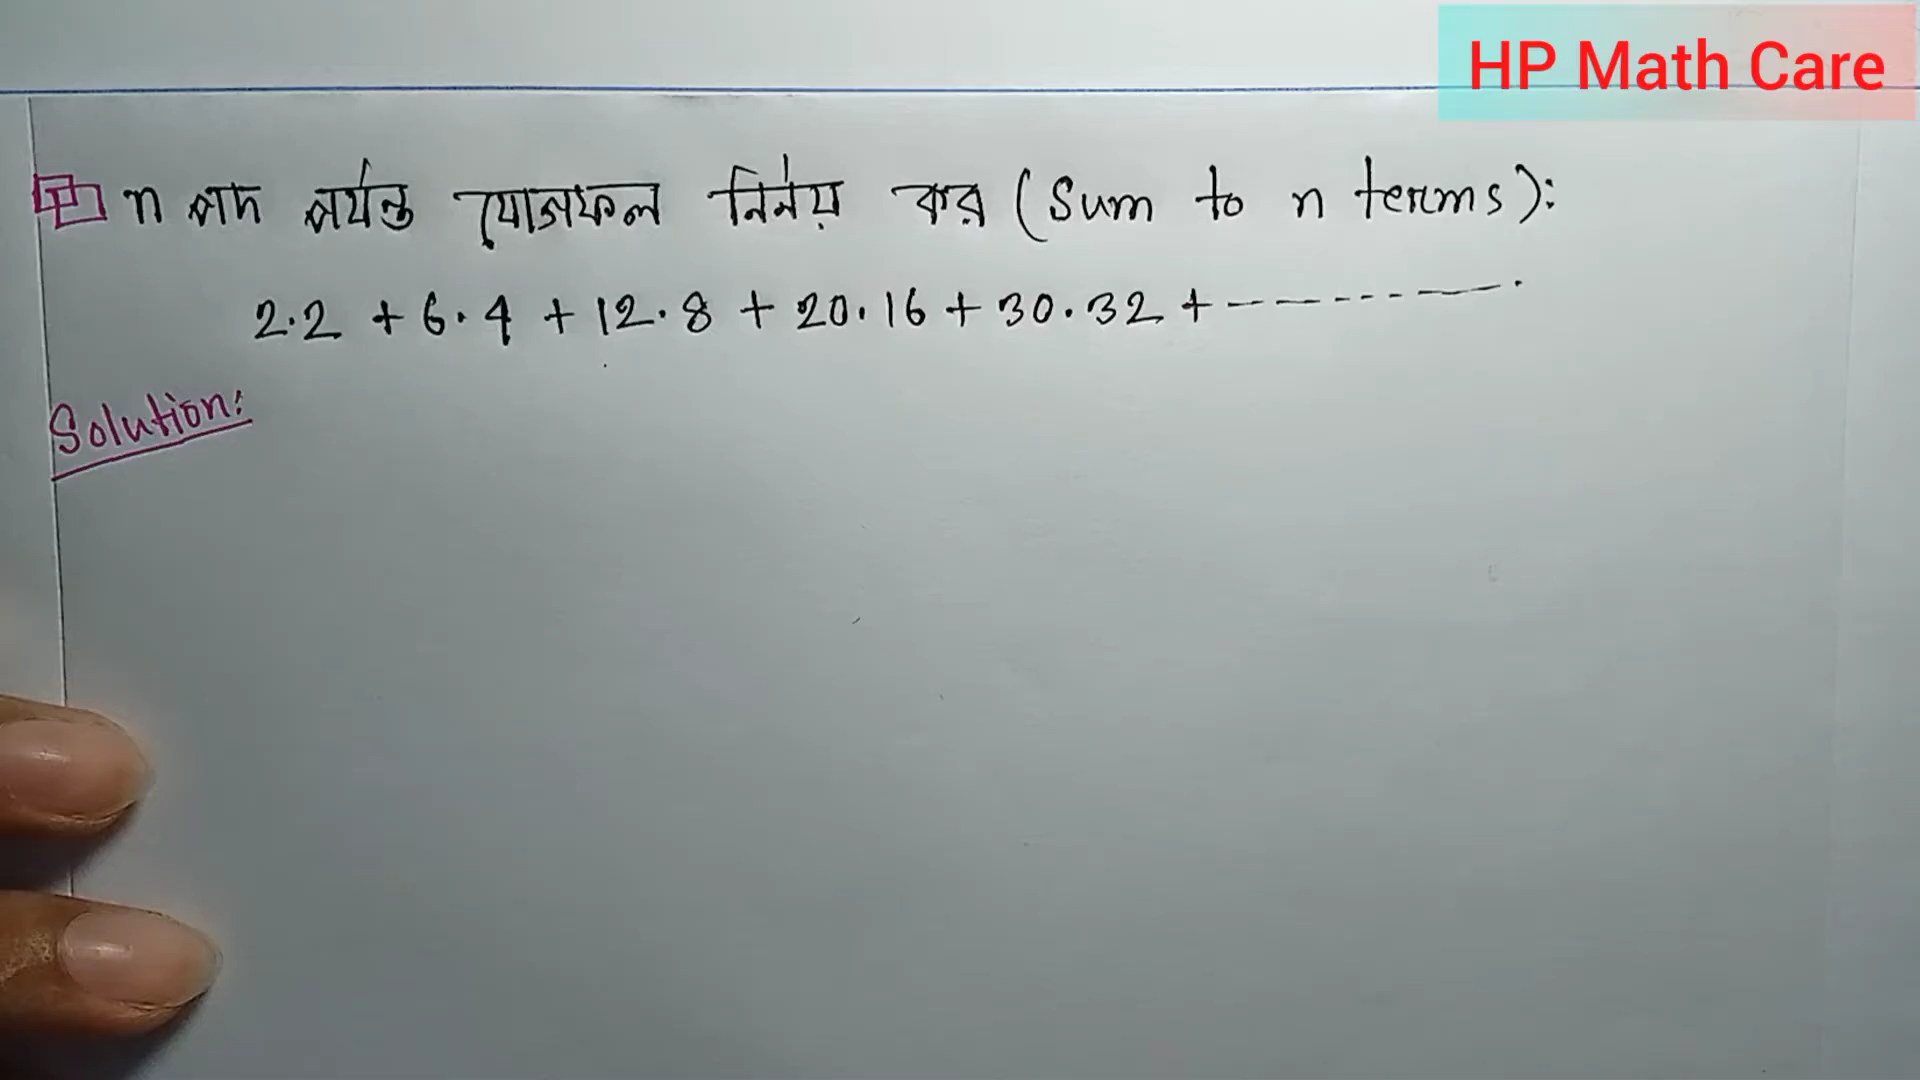 HP Math Care
n পদ পর্যন্ত যোগফল নির্নয় কর (Sum to n terms):
2.2 + 6.4 + 12.8 + 20.16 + 30.32 + ---------.
Solution: